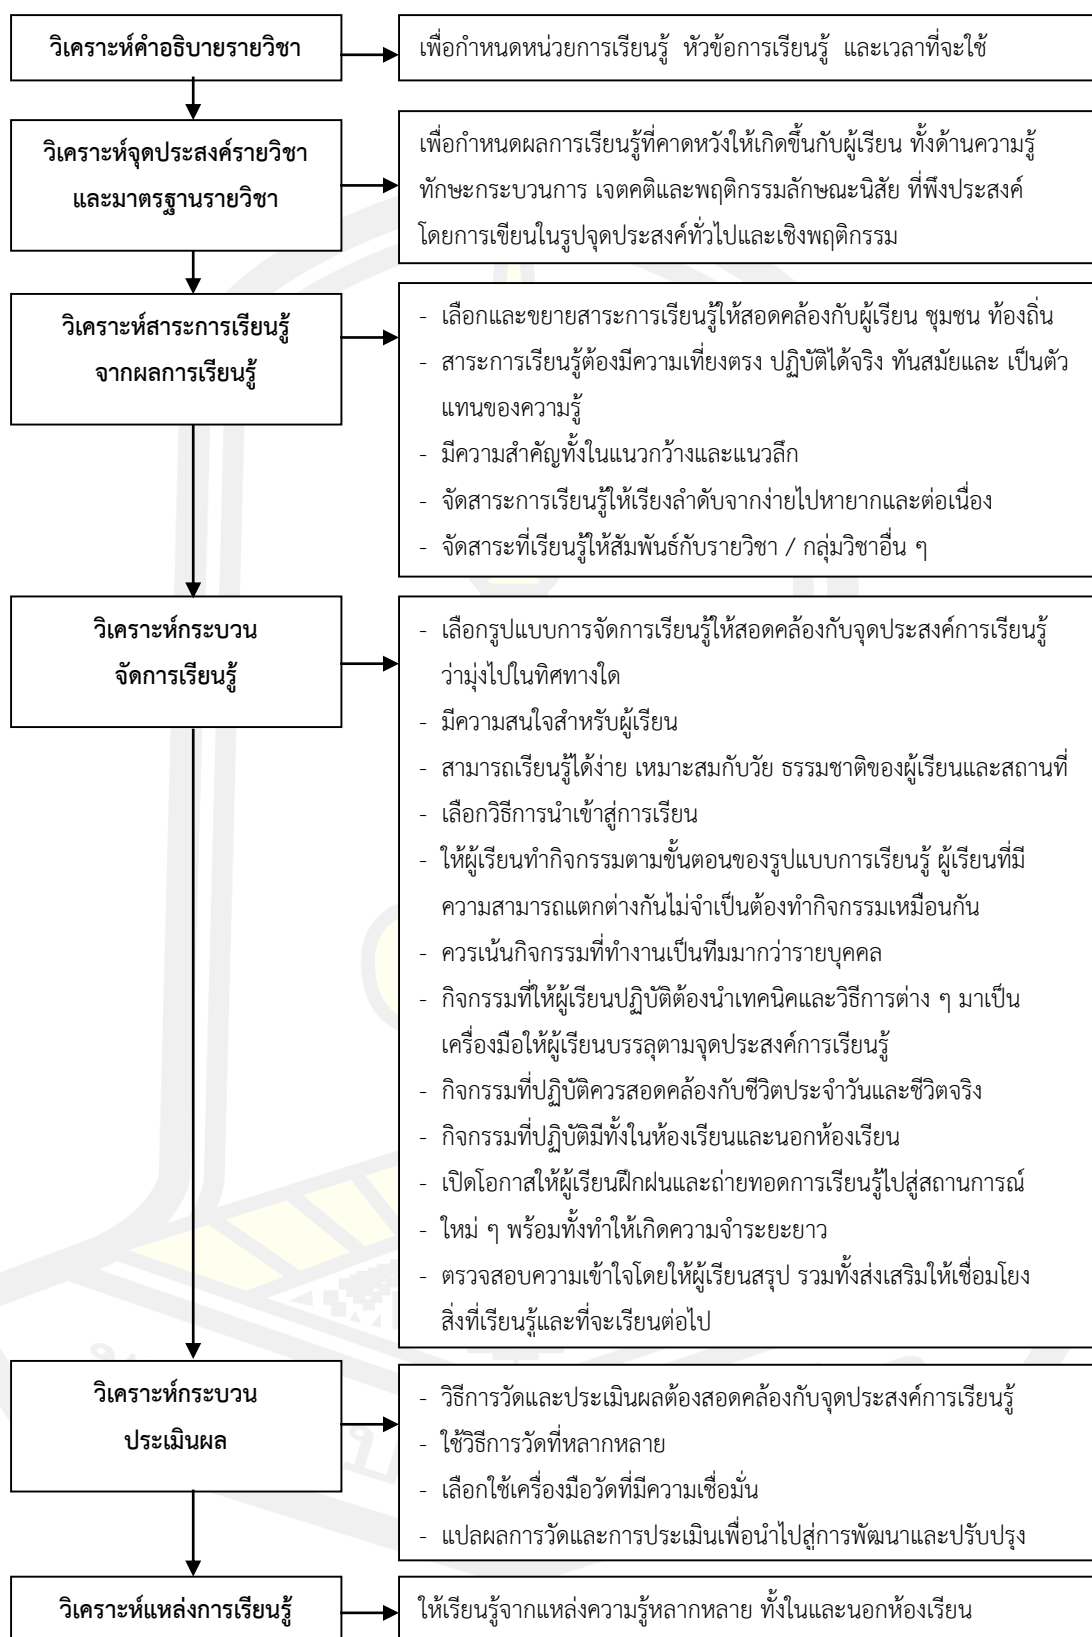 วิเคราะห์คำอธิบายรายวิชา
เพื่อกำหนดหน่วยการเรียนรู้ หัวข้อการเรียนรู้ และเวลาที่จะใช้
วิเคราะห์จุดประสงค์รายวิชา
และมาตรฐานรายวิชา
เพื่อกำหนดผลการเรียนรู้ที่คาดหวังให้เกิดขึ้นกับผู้เรียน ทั้งด้านความรู้
ทักษะกระบวนการ เจตคติและพฤติกรรมลักษณะนิสัย ที่พึงประสงค์
โดยการเขียนในรูปจุดประสงค์ทั่วไปและเชิงพฤติกรรม
วิเคราะห์สาระการเรียนรู้
จากผลการเรียนรู้
- เลือกและขยายสาระการเรียนรู้ให้สอดคล้องกับผู้เรียน ชุมชน ท้องถิ่น
- สาระการเรียนรู้ต้องมีความเที่ยงตรง ปฏิบัติได้จริง ทันสมัยและ เป็นตัว
แทนของความรู้
- มีความสำคัญทั้งในแนวกว้างและแนวลึก
- จัดสาระการเรียนรู้ให้เรียงลำดับจากง่ายไปหายากและต่อเนื่อง
- จัดสาระที่เรียนรู้ให้สัมพันธ์กับรายวิชา / กลุ่มวิชาอื่น ๆ
วิเคราะห์กระบวน
จัดการเรียนรู้
- เลือกรูปแบบการจัดการเรียนรู้ให้สอดคล้องกับจุดประสงค์การเรียนรู้
ว่ามุ่งไปในทิศทางใด
- มีความสนใจสำหรับผู้เรียน
- สามารถเรียนรู้ได้ง่าย เหมาะสมกับวัย ธรรมชาติของผู้เรียนและสถานที่
- เลือกวิธีการนำเข้าสู่การเรียน
- ให้ผู้เรียนทำกิจกรรมตามขั้นตอนของรูปแบบการเรียนรู้ ผู้เรียนที่มี
ความสามารถแตกต่างกันไม่จำเป็นต้องทำกิจกรรมเหมือนกัน
- ควรเน้นกิจกรรมที่ทำงานเป็นทีมมากว่ารายบุคคล
- กิจกรรมที่ให้ผู้เรียนปฏิบัติต้องนำเทคนิคและวิธีการต่าง ๆ มาเป็น
เครื่องมือให้ผู้เรียนบรรลุตามจุดประสงค์การเรียนรู้
- กิจกรรมที่ปฏิบัติควรสอดคล้องกับชีวิตประจำวันและชีวิตจริง
- กิจกรรมที่ปฏิบัติมีทั้งในห้องเรียนและนอกห้องเรียน
- เปิดโอกาสให้ผู้เรียนฝึกฝนและถ่ายทอดการเรียนรู้ไปสู่สถานการณ์
- ใหม่ ๆ พร้อมทั้งทำให้เกิดความจำระยะยาว
- ตรวจสอบความเข้าใจโดยให้ผู้เรียนสรุป รวมทั้งส่งเสริมให้เชื่อมโยง
สิ่งที่เรียนรู้และที่จะเรียนต่อไป
วิเคราะห์กระบวน
ประเมินผล
- วิธีการวัดและประเมินผลต้องสอดคล้องกับจุดประสงค์การเรียนรู้
- ใช้วิธีการวัดที่หลากหลาย
- เลือกใช้เครื่องมือวัดที่มีความเชื่อมั่น
- แปลผลการวัดและการประเมินเพื่อนำไปสู่การพัฒนาและปรับปรุง
วิเคราะห์แหล่งการเรียนรู้
ให้เรียนรู้จากแหล่งความรู้หลากหลาย ทั้งในและนอกห้องเรียน